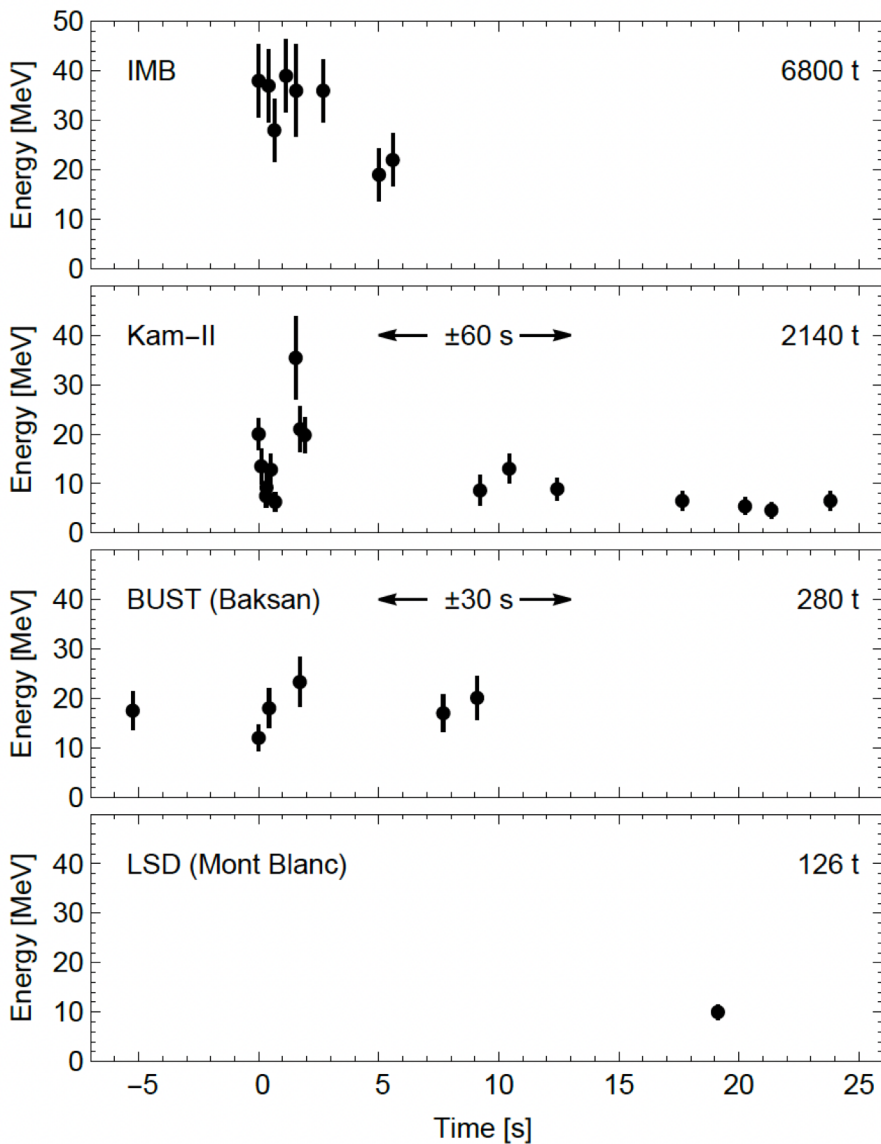 50
40
30
20
10
0
Energy [MeV]
IMB
6800 t
40
30
20
10
0
Energy [MeV]
Kam−II
±60 s
2140 t
40
30
20
10
0
Energy [MeV]
BUST (Baksan)
±30 s
280 t
40
30
20
10
0
Energy [MeV]
LSD (Mont Blanc)
126 t
−5 0 5 10 15 20 25
Time [s]